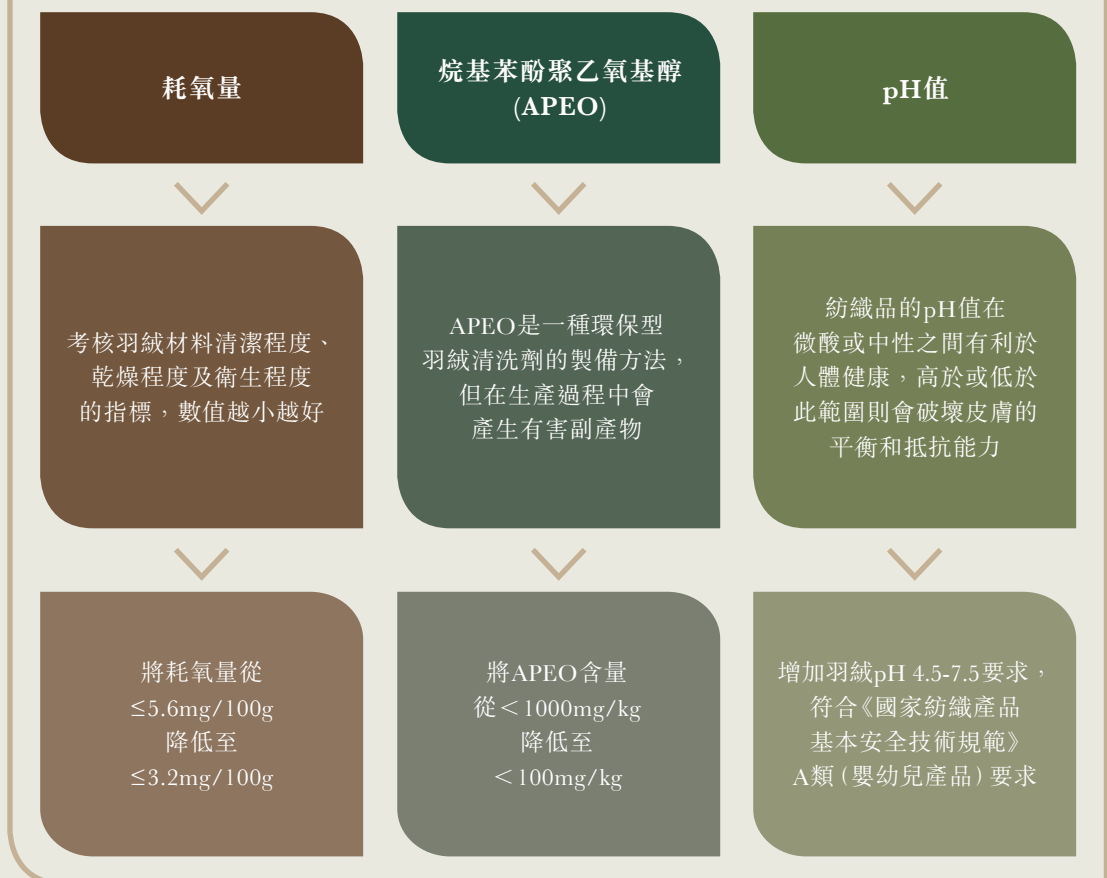 耗氧量
考核羽絨材料清潔程度、
乾燥程度及衛生程度
的指標，數值越小越好
將耗氧量從
≤5.6mg/100g
降低至
≤3.2mg/100g
烷基苯酚聚乙氧基醇
(APEO)
APEO是一種環保型
羽絨清洗劑的製備方法，
但在生產過程中會
產生有害副產物
將APEO含量
從＜1000mg/kg
降低至
＜100mg/kg
pH值
紡織品的pH值在
微酸或中性之間有利於
人體健康，高於或低於
此範圍則會破壞皮膚的
平衡和抵抗能力
增加羽絨pH 4.5-7.5要求，
符合《國家紡織產品
基本安全技術規範》
A類（嬰幼兒產品）要求